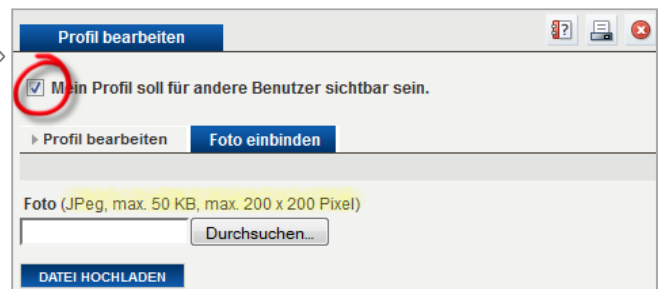 Profil bearbeiten
Mein Profil soll für andere Benutzer sichtbar sein.
Profil bearbeiten Foto einbinden
Foto (JPeg, max. 50 KB, max. 200 x 200 Pixel)
Durchsuchen...
DATEI HOCHLADEN